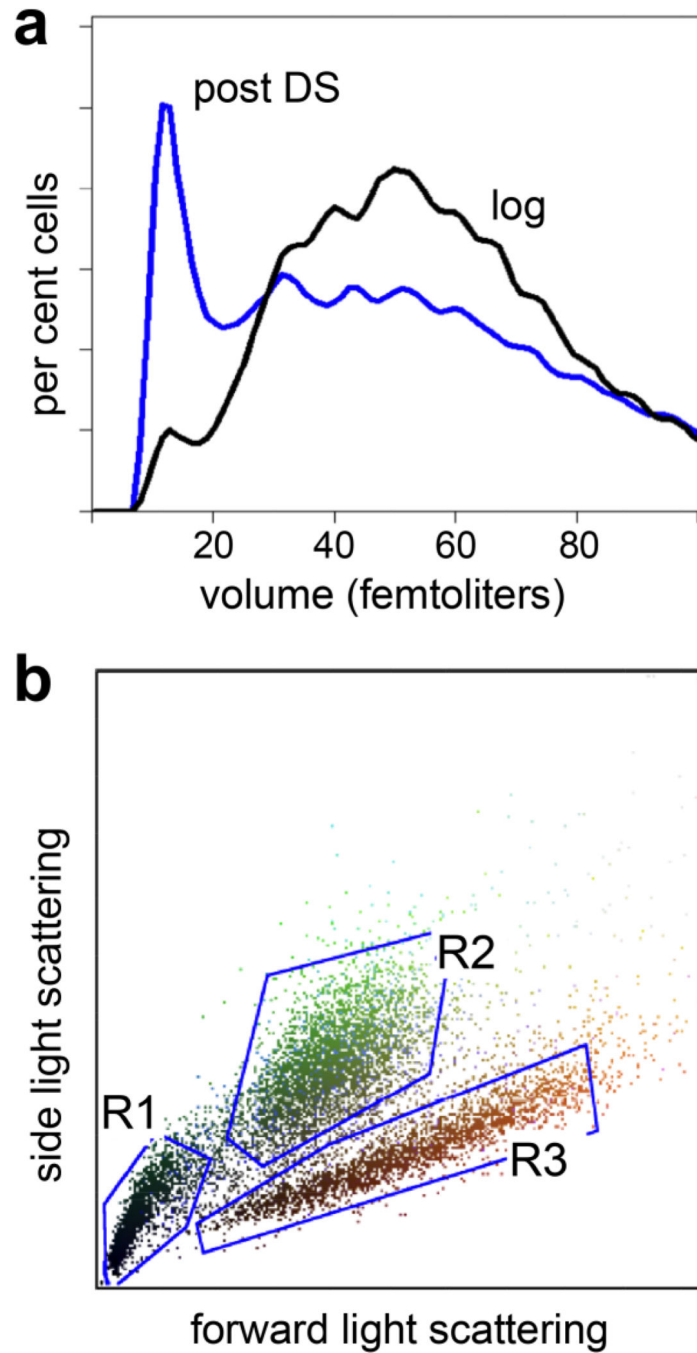 a
post DS
log
per cent cells
20 40 60 80
volume (femtoliters)
b
R2
R1
R3
side light scattering
forward light scattering